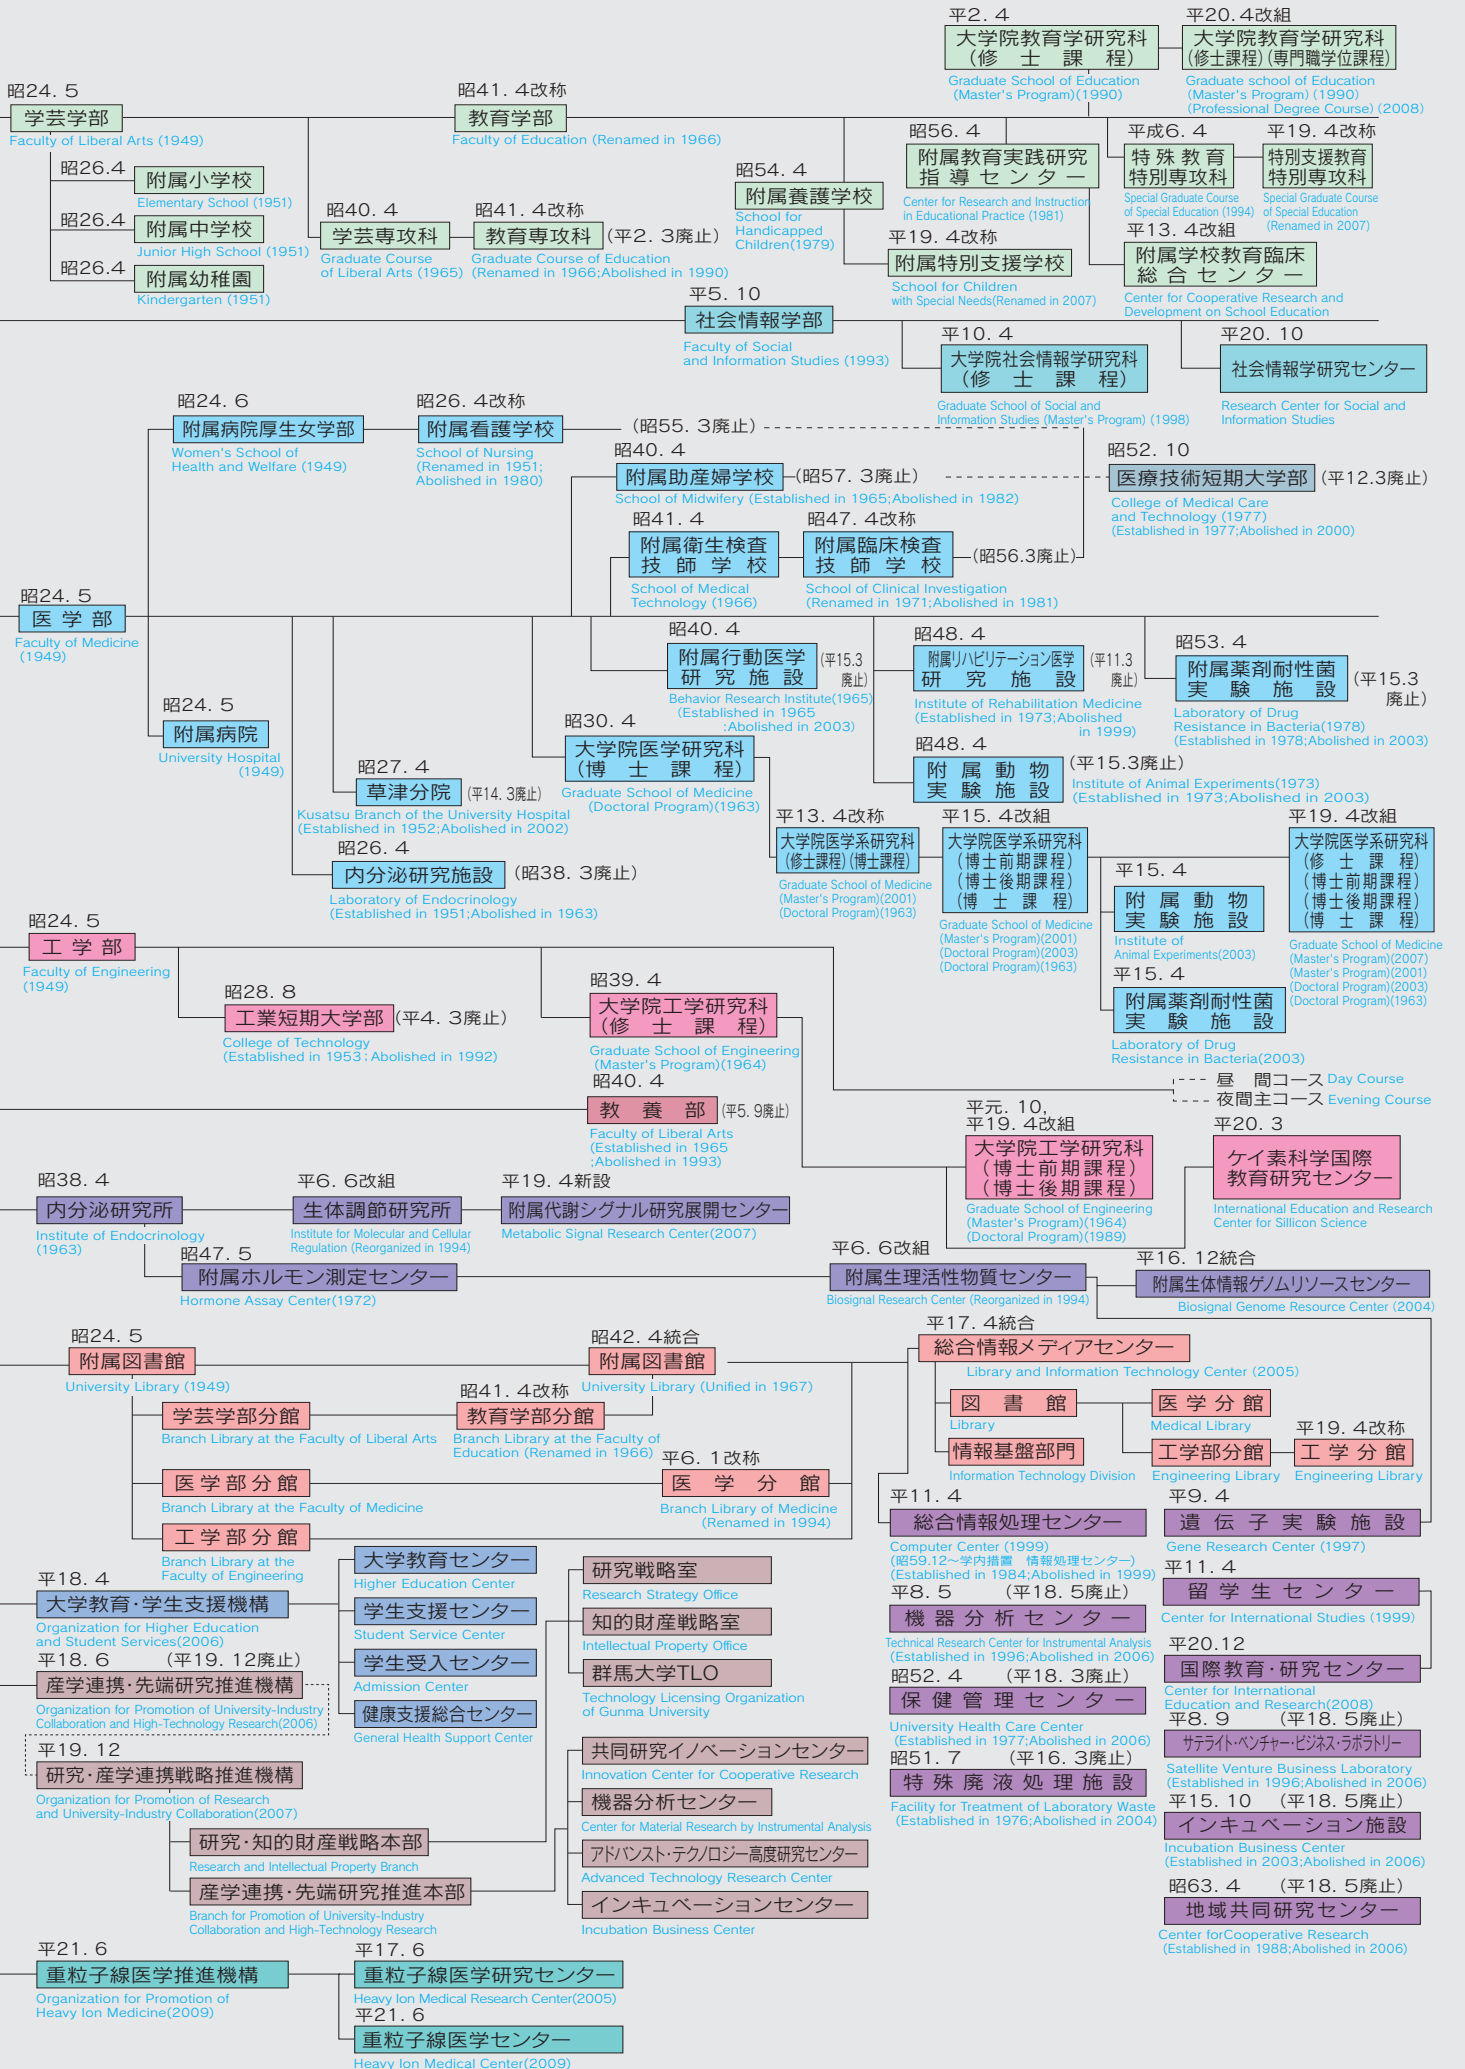 平2. 4
大学院教育学研究科
(修　士　課　程)
Graduate School of Education
(Master's Program)(1990)
平20. 4改組
大学院教育学研究科
(修士課程)(専門職学位課程)
Graduate school of Education
(Master's Program) (1990)
(Professional Degree Course) (2008)
昭24. 5
学芸学部
Faculty of Liberal Arts (1949)
昭41. 4改称
教育学部
Faculty of Education (Renamed in 1966)
昭26.4
附属小学校
Elementary School (1951)
昭26.4
附属中学校
Junior High School (1951)
昭26.4
附属幼稚園
Kindergarten (1951)
昭40. 4
学芸専攻科
Graduate Course
of Liberal Arts (1965)
昭41. 4改称
教育専攻科
(平2. 3廃止)
Graduate Course of Education
(Renamed in 1966;Abolished in 1990)
昭54. 4
附属養護学校
School for
Handicapped
Children(1979)
昭56. 4
附属教育実践研究
指導センター
Center for Research and Instruction
in Educational Practice (1981)
平成6. 4
特殊教育
特別専攻科
Special Graduate Course
of Special Education (1994)
平19. 4改称
特別支援教育
特別専攻科
Special Graduate Course
of Special Education
(Renamed in 2007)
平19. 4改称
附属特別支援学校
School for Children
with Special Needs(Renamed in 2007)
平13. 4改組
附属学校教育臨床
総合センター
Center for Cooperative Research and
Development on School Education
平5. 10
社会情報学部
Faculty of Social
and Information Studies (1993)
平10. 4
大学院社会情報学研究科
(修　士　課　程)
Graduate School of Social and
Information Studies (Master's Program) (1998)
平20. 10
社会情報学研究センター
Research Center for Social and
Information Studies
昭24. 6
附属病院厚生女学部
Women's School of
Health and Welfare (1949)
昭26. 4改称
附属看護学校
School of Nursing
(Renamed in 1951;
Abolished in 1980)
(昭55. 3廃止)
昭40. 4
附属助産婦学校
(昭57. 3廃止)
School of Midwifery (Established in 1965;Abolished in 1982)
昭52. 10
医療技術短期大学部
(平12.3廃止)
College of Medical Care
and Technology (1977)
(Established in 1977;Abolished in 2000)
昭41. 4
附属衛生検査
技師学校
School of Medical
Technology (1966)
昭47. 4改称
附属臨床検査
技師学校
(昭56.3廃止)
School of Clinical Investigation
(Renamed in 1971;Abolished in 1981)
昭24. 5
医学部
Faculty of Medicine
(1949)
昭40. 4
附属行動医学
研究施設
(平15.3
廃止)
Behavior Research Institute(1965)
(Established in 1965
:Abolished in 2003)
昭48. 4
附属リハビリテーション医学
研究施設
(平11.3
廃止)
Institute of Rehabilitation Medicine
(Established in 1973;Abolished
in 1999)
昭53. 4
附属薬剤耐性菌
実験施設
(平15.3
廃止)
Laboratory of Drug
Resistance in Bacteria(1978)
(Established in 1978;Abolished in 2003)
昭24. 5
附属病院
University Hospital
(1949)
昭30. 4
大学院医学研究科
(博　士　課　程)
Graduate School of Medicine
(Doctoral Program)(1963)
昭48. 4
附属動物
実験施設
(平15.3廃止)
Institute of Animal Experiments(1973)
(Established in 1973;Abolished in 2003)
昭27. 4
草津分院
(平14. 3廃止)
Kusatsu Branch of the University Hospital
(Established in 1952;Abolished in 2002)
昭26. 4
内分泌研究施設
(昭38. 3廃止)
Laboratory of Endocrinology
(Established in 1951;Abolished in 1963)
平13. 4改称
大学院医学系研究科
(修士課程)(博士課程)
Graduate School of Medicine
(Master's Program)(2001)
(Doctoral Program)(1963)
平15. 4改組
大学院医学系研究科
(博士前期課程)
(博士後期課程)
(博　士　課　程)
Graduate School of Medicine
(Master's Program)(2001)
(Doctoral Program)(2003)
(Doctoral Program)(1963)
平15. 4
附属動物
実験施設
Institute of
Animal Experiments(2003)
平15. 4
附属薬剤耐性菌
実験施設
Laboratory of Drug
Resistance in Bacteria(2003)
平19. 4改組
大学院医学系研究科
(修　士　課　程)
(博士前期課程)
(博士後期課程)
(博　士　課　程)
Graduate School of Medicine
(Master's Program)(2007)
(Master's Program)(2001)
(Doctoral Program)(2003)
(Doctoral Program)(1963)
昭24. 5
工学部
Faculty of Engineering
(1949)
昭28. 8
工業短期大学部
(平4. 3廃止)
College of Technology
(Established in 1953 ; Abolished in 1992)
昭39. 4
大学院工学研究科
(修　士　課　程)
Graduate School of Engineering
(Master's Program)(1964)
昼　間コース Day Course
夜間主コース Evening Course
昭40. 4
教養部
(平5. 9廃止)
Faculty of Liberal Arts
(Established in 1965
;Abolished in 1993)
平元. 10,
平19. 4改組
大学院工学研究科
(博士前期課程)
(博士後期課程)
Graduate School of Engineering
(Master's Program)(1964)
(Doctoral Program)(1989)
平20. 3
ケイ素科学国際
教育研究センター
International Education and Research
Center for Sillicon Science
昭38. 4
内分泌研究所
Institute of Endocrinology
(1963)
平6. 6改組
生体調節研究所
Institute for Molecular and Cellular
Regulation (Reorganized in 1994)
平19. 4新設
附属代謝シグナル研究展開センター
Metabolic Signal Research Center(2007)
昭47. 5
附属ホルモン測定センター
Hormone Assay Center(1972)
平6. 6改組
附属生理活性物質センター
Biosignal Research Center (Reorganized in 1994)
平16. 12統合
附属生体情報ゲノムリソースセンター
Biosignal Genome Resource Center (2004)
昭24. 5
附属図書館
University Library (1949)
昭42. 4統合
附属図書館
University Library (Unified in 1967)
平17. 4統合
総合情報メディアセンター
Library and Information Technology Center (2005)
学芸学部分館
Branch Library at the Faculty of Liberal Arts
昭41. 4改称
教育学部分館
Branch Library at the Faculty of
Education (Renamed in 1966)
図書館
Library
医学分館
Medical Library
情報基盤部門
Information Technology Division
工学部分館
Engineering Library
平19. 4改称
工学分館
Engineering Library
医学部分館
Branch Library at the Faculty of Medicine
平6. 1改称
医学分館
Branch Library of Medicine
(Renamed in 1994)
工学部分館
Branch Library at the
Faculty of Engineering
平11. 4
総合情報処理センター
Computer Center (1999)
(昭59.12～学内措置　情報処理センター)
(Established in 1984;Abolished in 1999)
平9. 4
遺伝子実験施設
Gene Research Center (1997)
平18. 4
大学教育・学生支援機構
Organization for Higher Education
and Student Services(2006)
大学教育センター
Higher Education Center
学生支援センター
Student Service Center
学生受入センター
Admission Center
健康支援総合センター
General Health Support Center
研究戦略室
Research Strategy Office
知的財産戦略室
Intellectual Property Office
群馬大学TLO
Technology Licensing Organization
of Gunma University
平8. 5　(平18. 5廃止)
機器分析センター
Technical Research Center for Instrumental Analysis
(Established in 1996;Abolished in 2006)
平11. 4
留学生センター
Center for International Studies (1999)
平18. 6　(平19. 12廃止)
産学連携・先端研究推進機構
Organization for Promotion of University-Industry
Collaboration and High-Technology Research(2006)
昭52. 4　(平18. 3廃止)
保健管理センター
University Health Care Center
(Established in 1977;Abolished in 2006)
平20.12
国際教育・研究センター
Center for International
Education and Research(2008)
平19. 12
研究・産学連携戦略推進機構
Organization for Promotion of Research
and University-Industry Collaboration(2007)
共同研究イノベーションセンター
Innovation Center for Cooperative Research
機器分析センター
Center for Material Research by Instrumental Analysis
アドバンスト・テクノロジー高度研究センター
Advanced Technology Research Center
インキュベーションセンター
Incubation Business Center
昭51. 7　(平16. 3廃止)
特殊廃液処理施設
Facility for Treatment of Laboratory Waste
(Established in 1976;Abolished in 2004)
平8. 9　(平18. 5廃止)
サテライト・ベンチャー・ビジネス・ラボラトリー
Satellite Venture Business Laboratory
(Established in 1996;Abolished in 2006)
平15. 10　(平18. 5廃止)
インキュベーション施設
Incubation Business Center
(Established in 2003;Abolished in 2006)
研究・知的財産戦略本部
Research and Intellectual Property Branch
産学連携・先端研究推進本部
Branch for Promotion of University-Industry
Collaboration and High-Technology Research
昭63. 4　(平18. 5廃止)
地域共同研究センター
Center forCooperative Research
(Established in 1988;Abolished in 2006)
平21. 6
重粒子線医学推進機構
Organization for Promotion of
Heavy Ion Medicine(2009)
平17. 6
重粒子線医学研究センター
Heavy Ion Medical Research Center(2005)
平21. 6
重粒子線医学センター
Heavy Ion Medical Center(2009)